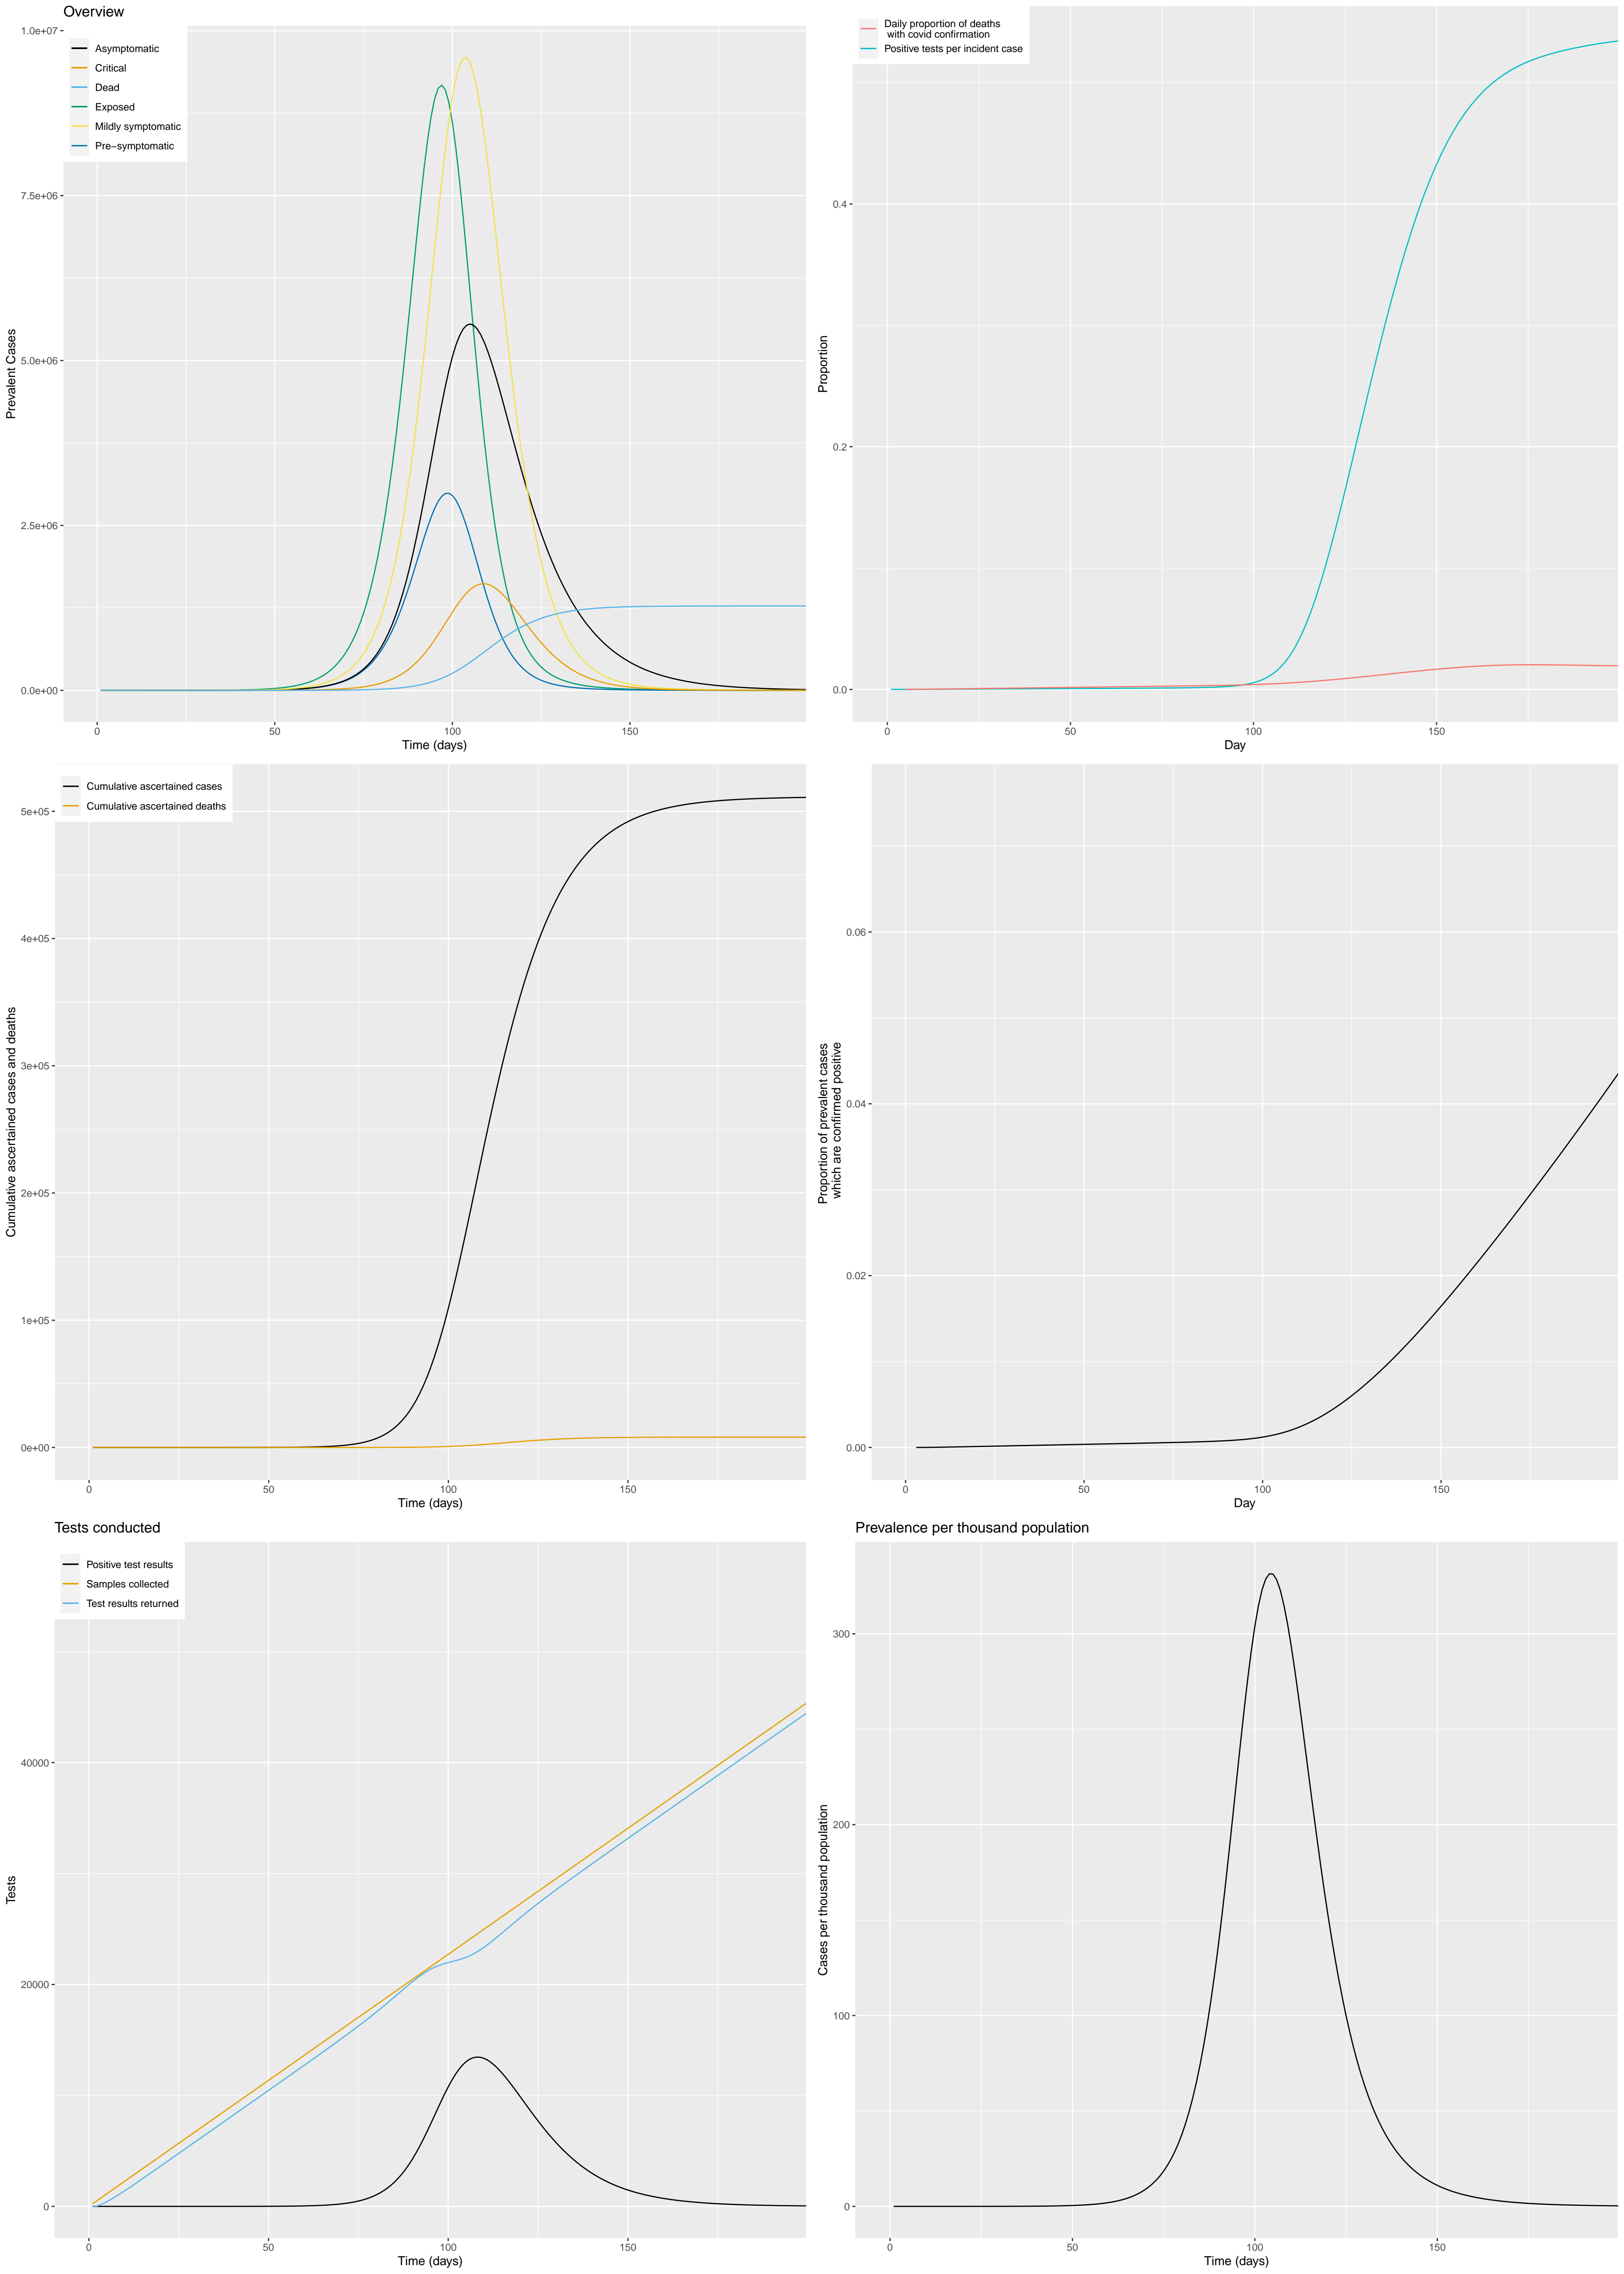 Overview
Asymptomatic
Critical
Dead
Exposed
Mildly symptomatic
Pre−symptomatic
1.0e+07
7.5e+06
5.0e+06
2.5e+06
0.0e+00
Prevalent Cases
0
50
100
150
Time (days)
Daily proportion of deaths
with covid confirmation
Positive tests per incident case
0.4
0.2
0.0
Proportion
0
50
100
150
Day
Cumulative ascertained cases
Cumulative ascertained deaths
5e+05
4e+05
3e+05
2e+05
1e+05
0e+00
Cumulative ascertained cases and deaths
0
50
100
150
Time (days)
0.06
0.04
0.02
0.00
Proportion of prevalent cases
which are confirmed positive
0
50
100
150
Day
Tests conducted
Positive test results
Samples collected
Test results returned
40000
20000
0
Tests
0
50
100
150
Time (days)
Prevalence per thousand population
300
200
100
0
Cases per thousand population
0
50
100
150
Time (days)